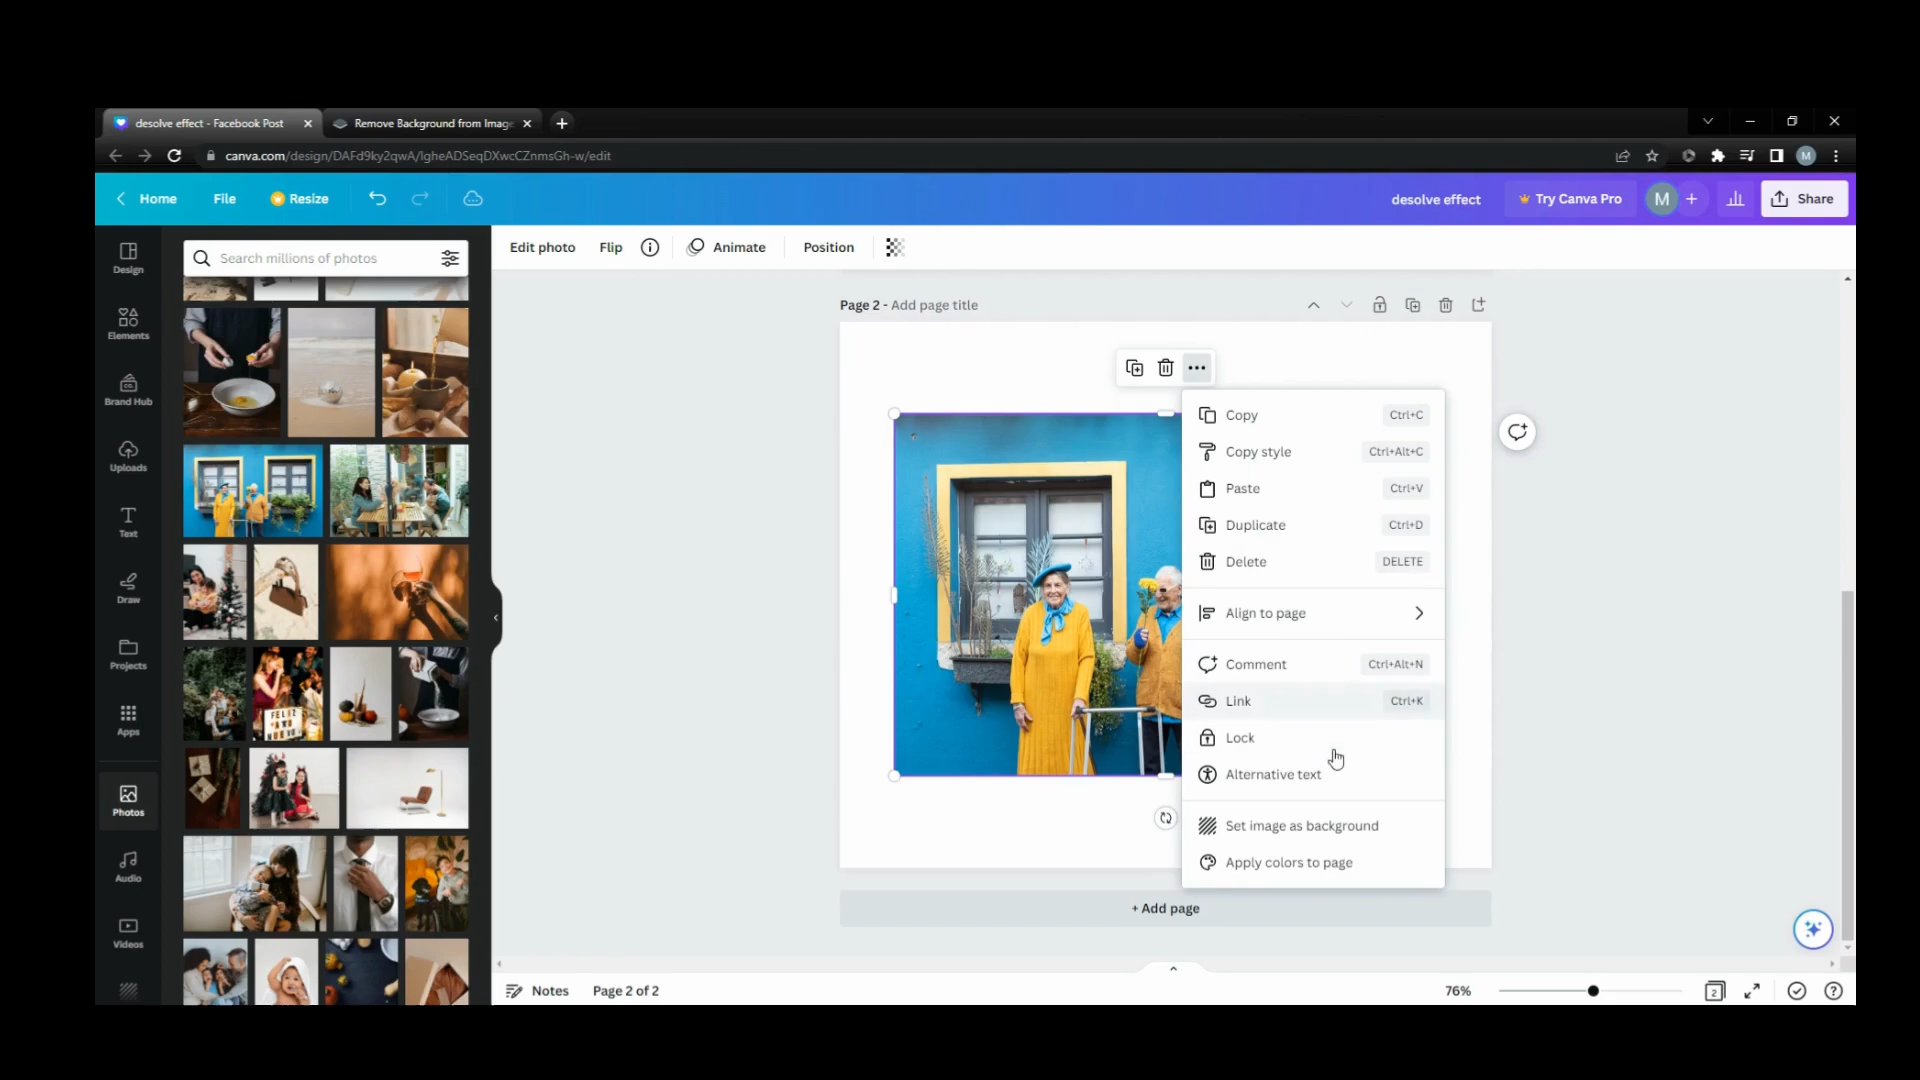 desolve effect - Facebook Post
Remove Background from Image
canva.com/design/DAFd9ky2qwA/lgheADSeqDXwcCZnmsGh-w/edit
M
Home
File
Resize
desolve effect
Try Canva Pro
M
Share
Design
Elements
Brand Hub
Uploads
Text
Draw
Projects
Apps
Photos
Audio
Videos
Search millions of photos
FELIZ
AÑO
NUEVO
Edit photo
Flip
Animate
Position
Page 2 - Add page title
Copy Ctrl+C
Copy style Ctrl+Alt+C
Paste Ctrl+V
Duplicate Ctrl+D
Delete DELETE
Align to page
Comment Ctrl+Alt+N
Link Ctrl+K
Lock
Alternative text
Set image as background
Apply colors to page
+ Add page
Notes
Page 2 of 2
76%
2